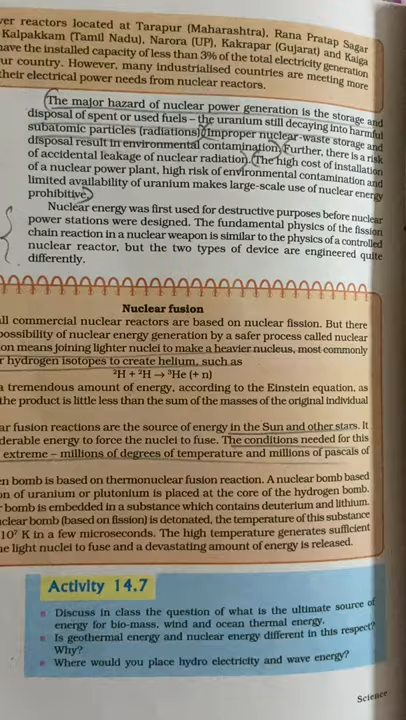 ver reactors located at Tarapur (Maharashtra), Rana Pratap Sagar
Kalpakkam (Tamil Nadu), Narora (UP), Kakrapar (Gujarat) and Kaiga
have the installed capacity of less than 3% of the total electricity generation
ur country. However, many industrialised countries are meeting more
their electrical power needs from nuclear reactors.
The major hazard of nuclear power generation is the storage and
disposal of spent or used fuels – the uranium still decaying into harmful
subatomic particles (radiations). Improper nuclear-waste storage and
disposal result in environmental contamination. Further, there is a risk
of accidental leakage of nuclear radiation. The high cost of installation
of a nuclear power plant, high risk of environmental contamination and
limited availability of uranium makes large-scale use of nuclear energy
prohibitive.
Nuclear energy was first used for destructive purposes before nuclear
power stations were designed. The fundamental physics of the fission
chain reaction in a nuclear weapon is similar to the physics of a controlled
nuclear reactor, but the two types of device are engineered quite
differently.
Nuclear fusion
all commercial nuclear reactors are based on nuclear fission. But there
possibility of nuclear energy generation by a safer process called nuclear
on means joining lighter nuclei to make a heavier nucleus, most commonly
r hydrogen isotopes to create helium, such as
²H + ²H → ³He (+ n)
a tremendous amount of energy, according to the Einstein equation, as
the product is little less than the sum of the masses of the original individual
ar fusion reactions are the source of energy in the Sun and other stars. It
derable energy to force the nuclei to fuse. The conditions needed for this
extreme – millions of degrees of temperature and millions of pascals of
en bomb is based on thermonuclear fusion reaction. A nuclear bomb based
on of uranium or plutonium is placed at the core of the hydrogen bomb.
r bomb is embedded in a substance which contains deuterium and lithium.
uclear bomb (based on fission) is detonated, the temperature of this substance
10⁷ K in a few microseconds. The high temperature generates sufficient
he light nuclei to fuse and a devastating amount of energy is released.
Activity 14.7
Discuss in class the question of what is the ultimate source of
energy for bio-mass, wind and ocean thermal energy.
Is geothermal energy and nuclear energy different in this respect?
Why?
Where would you place hydro electricity and wave energy?
Science